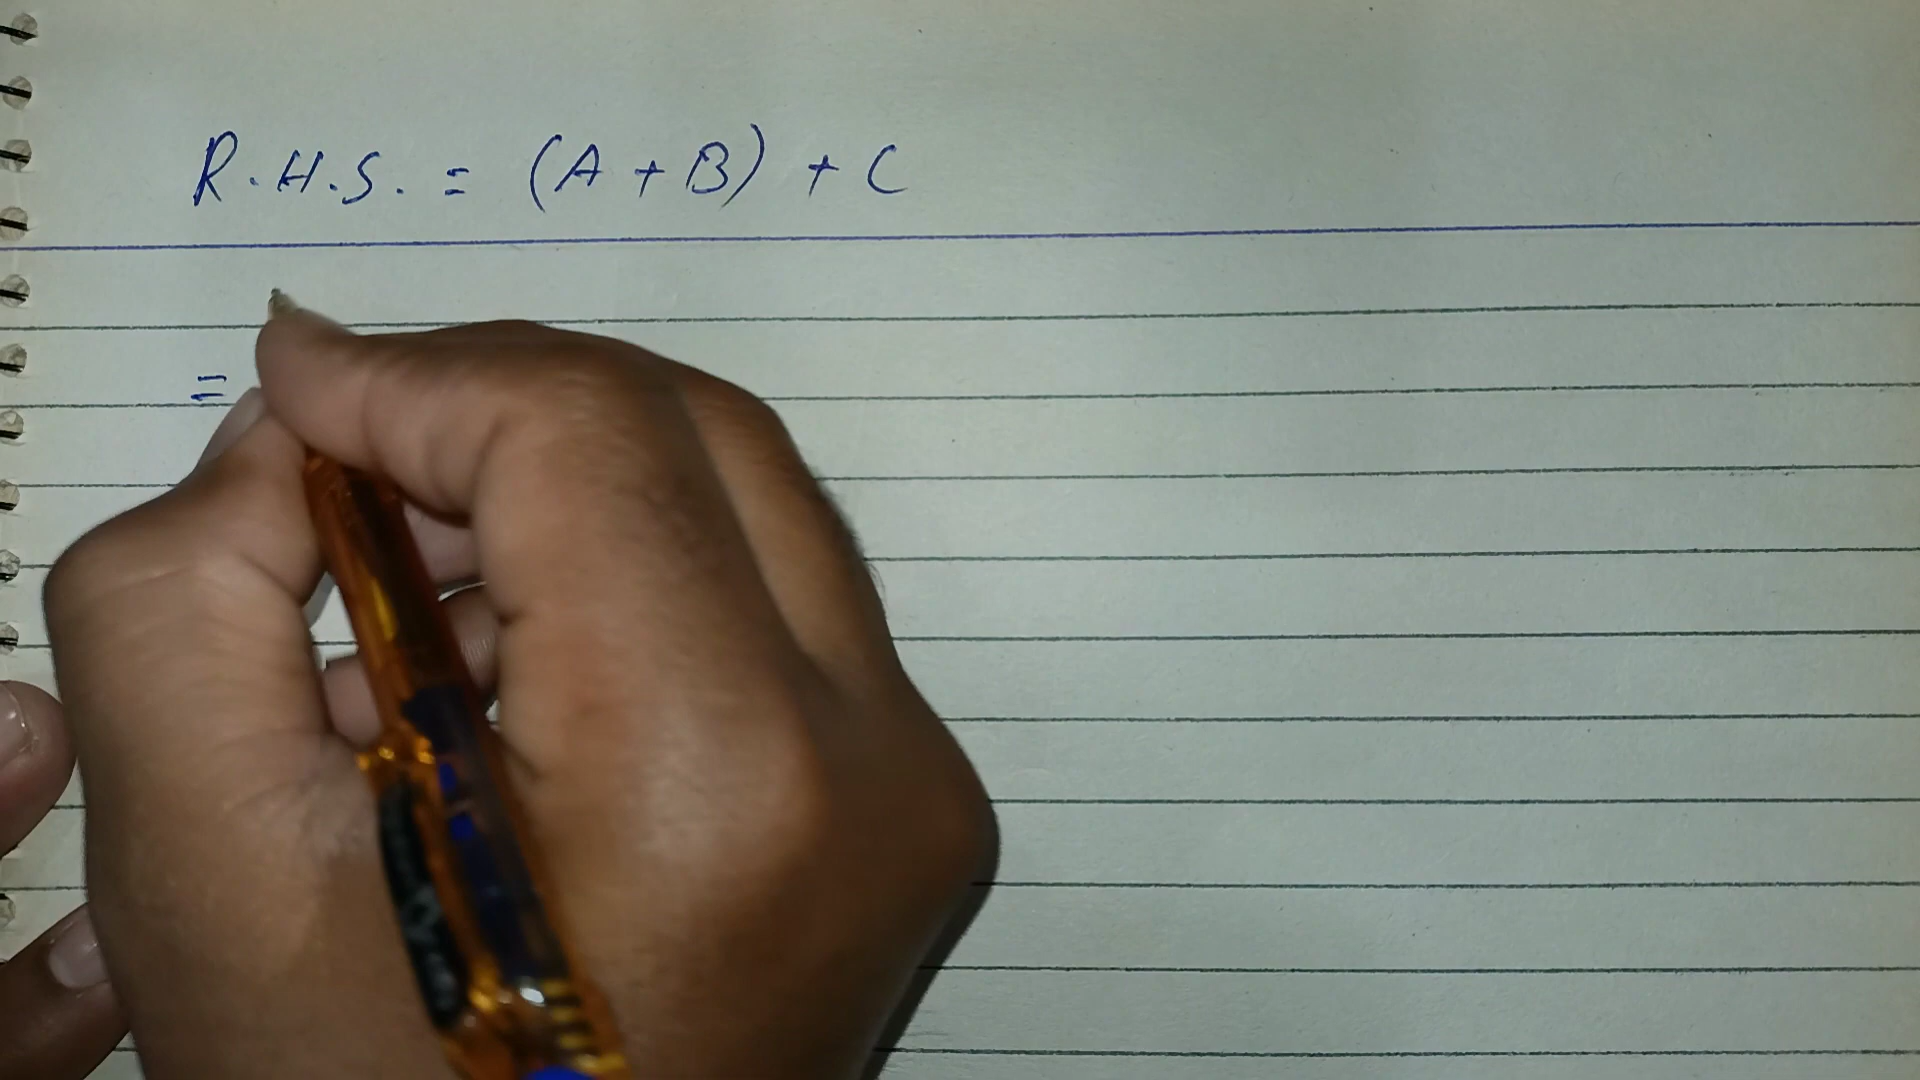 R.H.S. = (A + B) + C
=